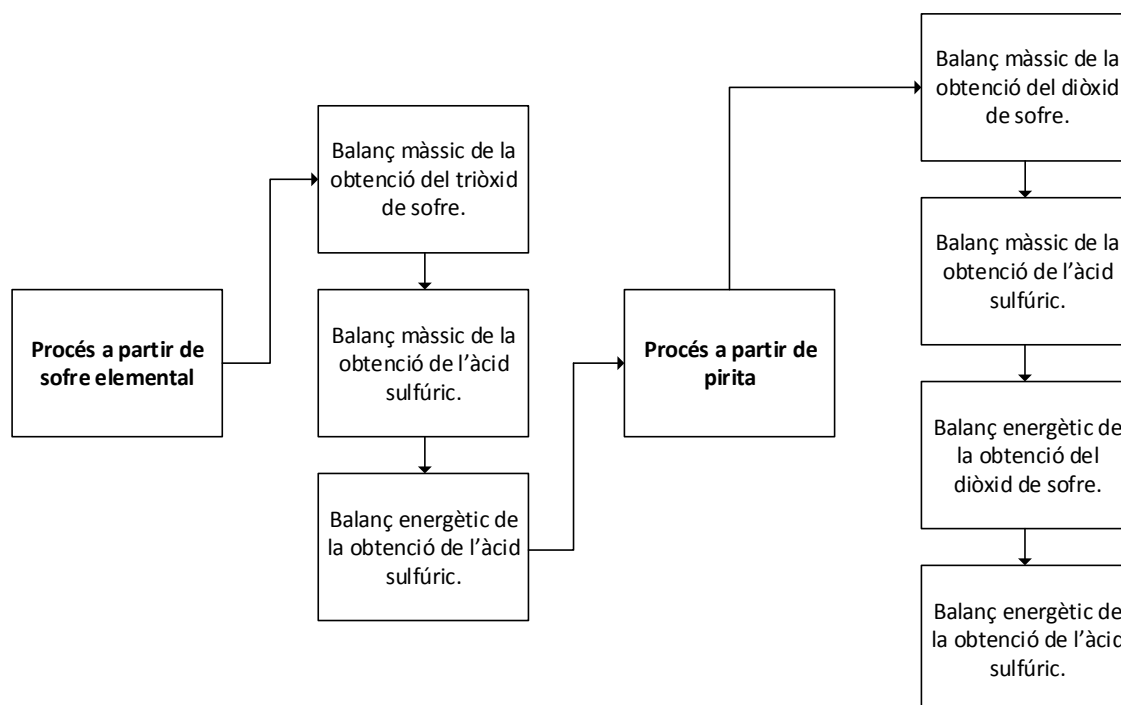 Procés a partir de
sofre elemental
Balanç màssic de la
obtenció del triòxid
de sofre.
Balanç màssic de la
obtenció de l’àcid
sulfúric.
Balanç energètic de
la obtenció de l’àcid
sulfúric.
Procés a partir de
pirita
Balanç màssic de la
obtenció del diòxid
de sofre.
Balanç màssic de la
obtenció de l’àcid
sulfúric.
Balanç energètic de
la obtenció del
diòxid de sofre.
Balanç energètic de
la obtenció de l’àcid
sulfúric.